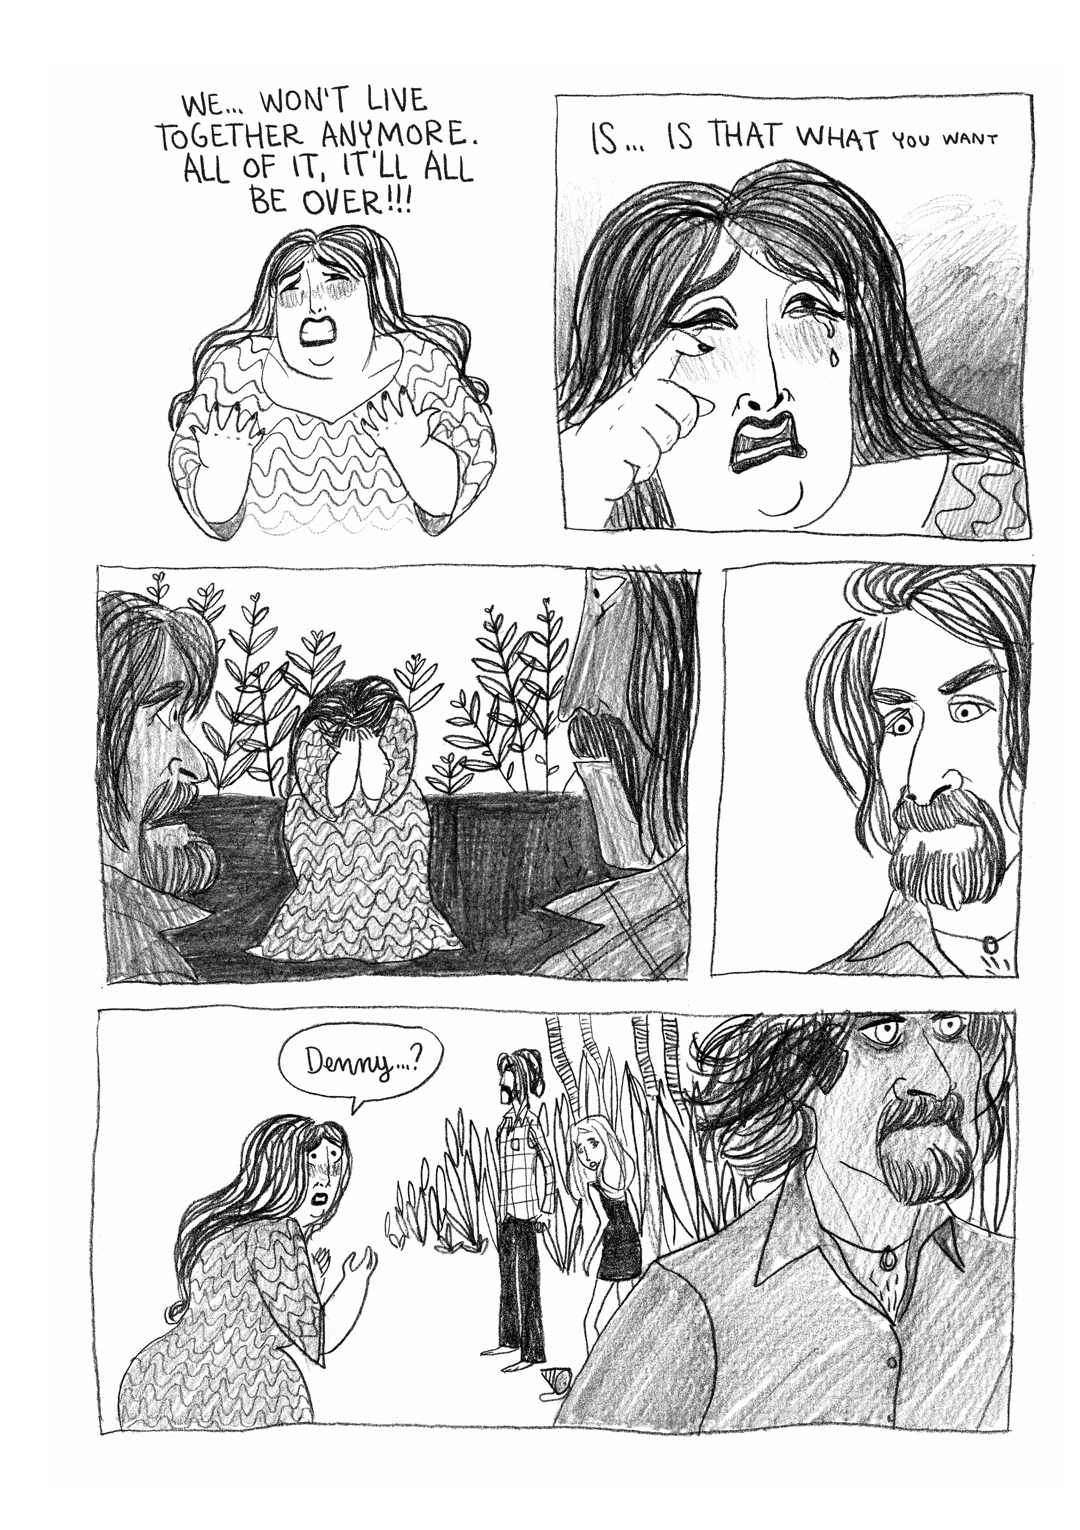 WE... WON'T LIVE
TOGETHER ANYMORE.
ALL OF IT, IT'LL ALL
BE OVER!!!
IS... IS THAT WHAT YOU WANT
Denny...?